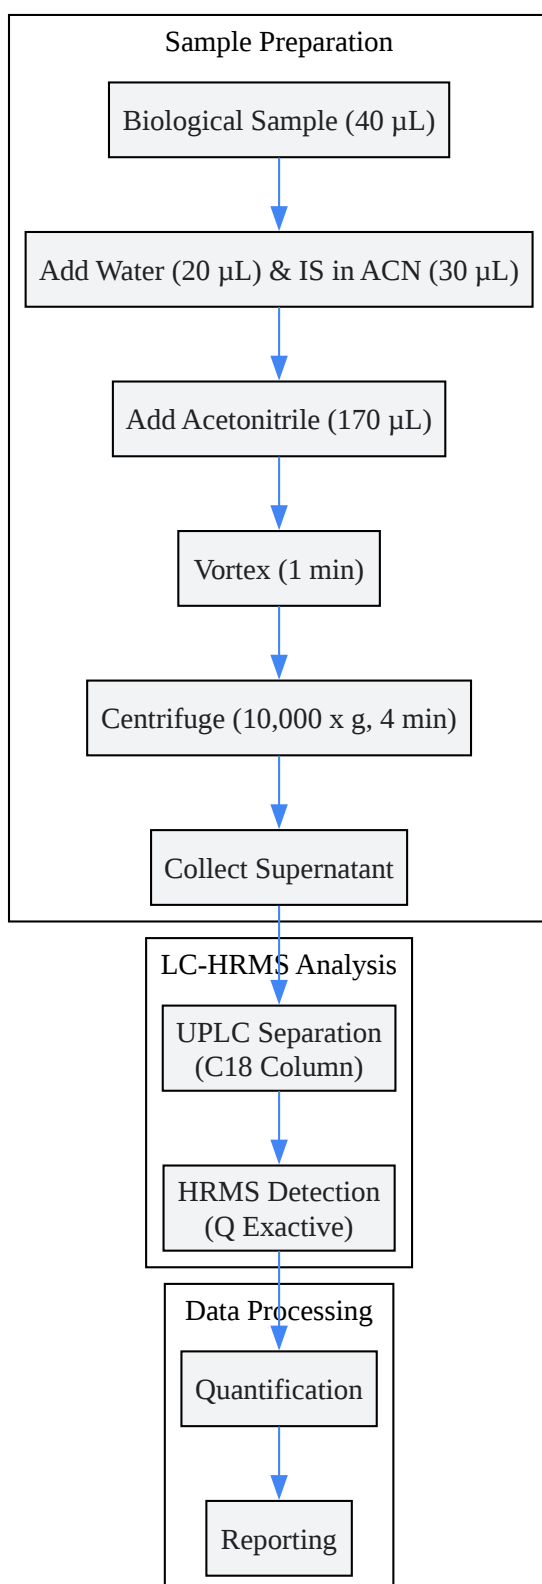 Sample Preparation
Biological Sample (40 µL)
Add Water (20 µL) & IS in ACN (30 µL)
Add Acetonitrile (170 µL)
Vortex (1 min)
Centrifuge (10,000 x g, 4 min)
Collect Supernatant
LC-HRMS Analysis
UPLC Separation
(C18 Column)
HRMS Detection
(Q Exactive)
Data Processing
Quantification
Reporting